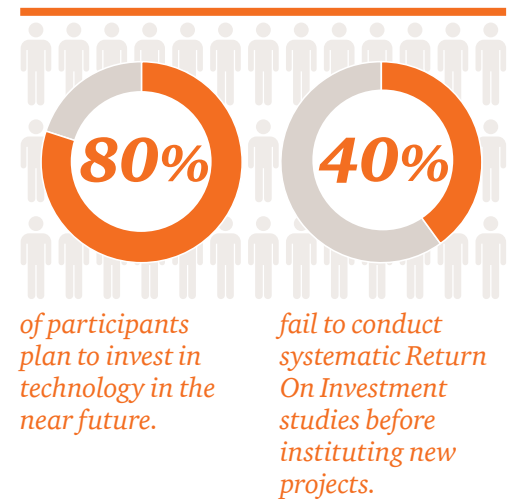 80%
of participants
plan to invest in
technology in the
near future.
40%
fail to conduct
systematic Return
On Investment
studies before
instituting new
projects.